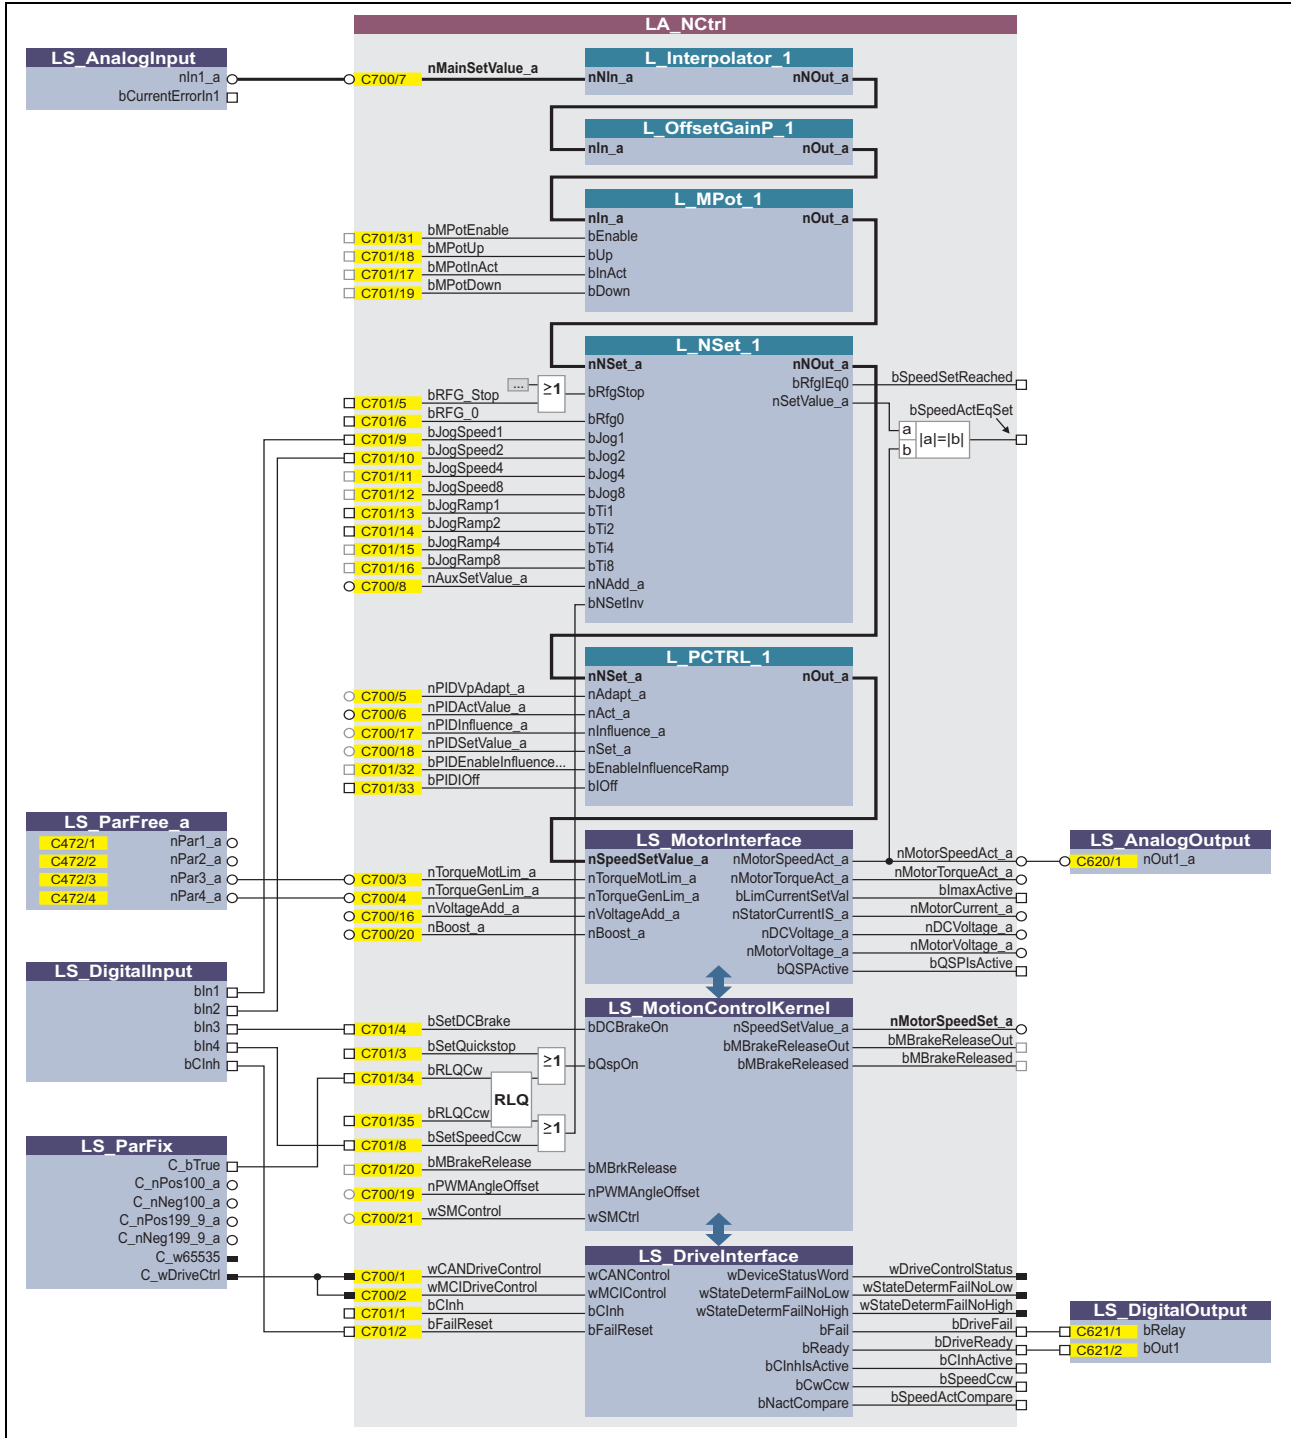 LA_NCtrl
LS_AnalogInput
nIn1_a
bCurrentErrorIn1
C700/7
nMainSetValue_a
L_Interpolator_1
nNIn_a
nNOut_a
L_OffsetGainP_1
nIn_a
nOut_a
L_MPot_1
nIn_a
nOut_a
C701/31
bMPotEnable
bEnable
C701/18
bMPotUp
bUp
C701/17
bMPotInAct
bInAct
C701/19
bMPotDown
bDown
L_NSet_1
nNSet_a
nNOut_a
...
≥1
bRfgIEq0
bSpeedSetReached
C701/5
bRFG_Stop
bRfgStop
nSetValue_a
bSpeedActEqSet
C701/6
bRFG_0
bRfg0
a
b
|a|=|b|
C701/9
bJogSpeed1
bJog1
C701/10
bJogSpeed2
bJog2
C701/11
bJogSpeed4
bJog4
C701/12
bJogSpeed8
bJog8
C701/13
bJogRamp1
bTi1
C701/14
bJogRamp2
bTi2
C701/15
bJogRamp4
bTi4
C701/16
bJogRamp8
bTi8
C700/8
nAuxSetValue_a
nNAdd_a
bNSetInv
L_PCTRL_1
nNSet_a
nOut_a
C700/5
nPIDVpAdapt_a
nAdapt_a
C700/6
nPIDActValue_a
nAct_a
C700/17
nPIDInfluence_a
nInfluence_a
C700/18
nPIDSetValue_a
nSet_a
C701/32
bPIDEnableInfluence...
bEnableInfluenceRamp
C701/33
bPIDIOff
bIOff
LS_ParFree_a
C472/1
nPar1_a
C472/2
nPar2_a
C472/3
nPar3_a
C472/4
nPar4_a
LS_MotorInterface
nSpeedSetValue_a
nMotorSpeedAct_a
nMotorSpeedAct_a
C700/3
nTorqueMotLim_a
nTorqueMotLim_a
nMotorTorqueAct_a
nMotorTorqueAct_a
C700/4
nTorqueGenLim_a
nTorqueGenLim_a
bLimCurrentSetVal
bImaxActive
C700/16
nVoltageAdd_a
nVoltageAdd_a
nStatorCurrentIS_a
nMotorCurrent_a
C700/20
nBoost_a
nBoost_a
nDCVoltage_a
nDCVoltage_a
nMotorVoltage_a
nMotorVoltage_a
bQSPActive
bQSPIsActive
LS_AnalogOutput
C620/1
nOut1_a
LS_DigitalInput
bIn1
bIn2
bIn3
bIn4
bCInh
LS_MotionControlKernel
C701/4
bSetDCBrake
bDCBrakeOn
nSpeedSetValue_a
nMotorSpeedSet_a
C701/3
bSetQuickstop
bMBrakeReleaseOut
bMBrakeReleaseOut
≥1
bQspOn
bMBrakeReleased
bMBrakeReleased
C701/34
bRLQCw
RLQ
C701/35
bRLQCcw
≥1
C701/8
bSetSpeedCcw
C701/20
bMBrakeRelease
bMBrkRelease
C700/19
nPWMAngleOffset
nPWMAngleOffset
C700/21
wSMControl
wSMCtrl
LS_ParFix
C_bTrue
C_nPos100_a
C_nNeg100_a
C_nPos199_9_a
C_nNeg199_9_a
C_w65535
C_wDriveCtrl
LS_DriveInterface
C700/1
wCANDriveControl
wCANControl
wDeviceStatusWord
wDriveControlStatus
C700/2
wMCIDriveControl
wMCIControl
wStateDetermFailNoLow
wStateDetermFailNoLow
C701/1
bCInh
bCInh
wStateDetermFailNoHigh
wStateDetermFailNoHigh
C701/2
bFailReset
bFailReset
bFail
bDriveFail
bReady
bDriveReady
bCInhIsActive
bCInhActive
bCwCcw
bSpeedCcw
bNactCompare
bSpeedActCompare
LS_DigitalOutput
C621/1
bRelay
C621/2
bOut1